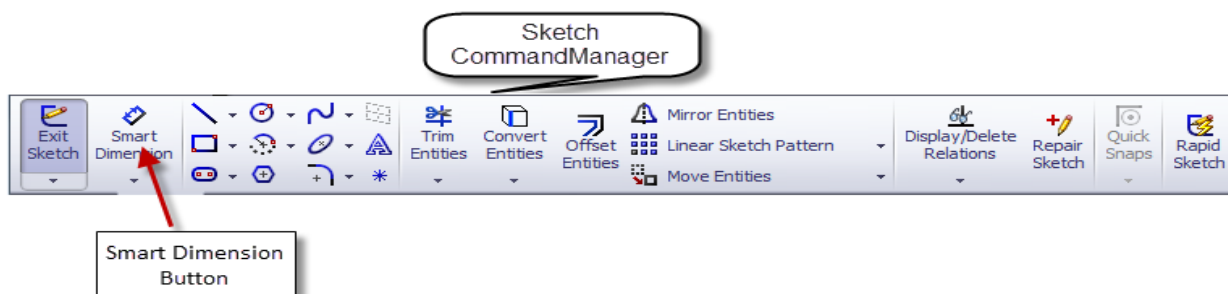 Sketch
CommandManager
Exit
Sketch
Smart
Dimension
Trim
Entities
Convert
Entities
Offset
Entities
Mirror Entities
Linear Sketch Pattern
Move Entities
Display/Delete
Relations
Repair
Sketch
Quick
Snaps
Rapid
Sketch
Smart Dimension
Button